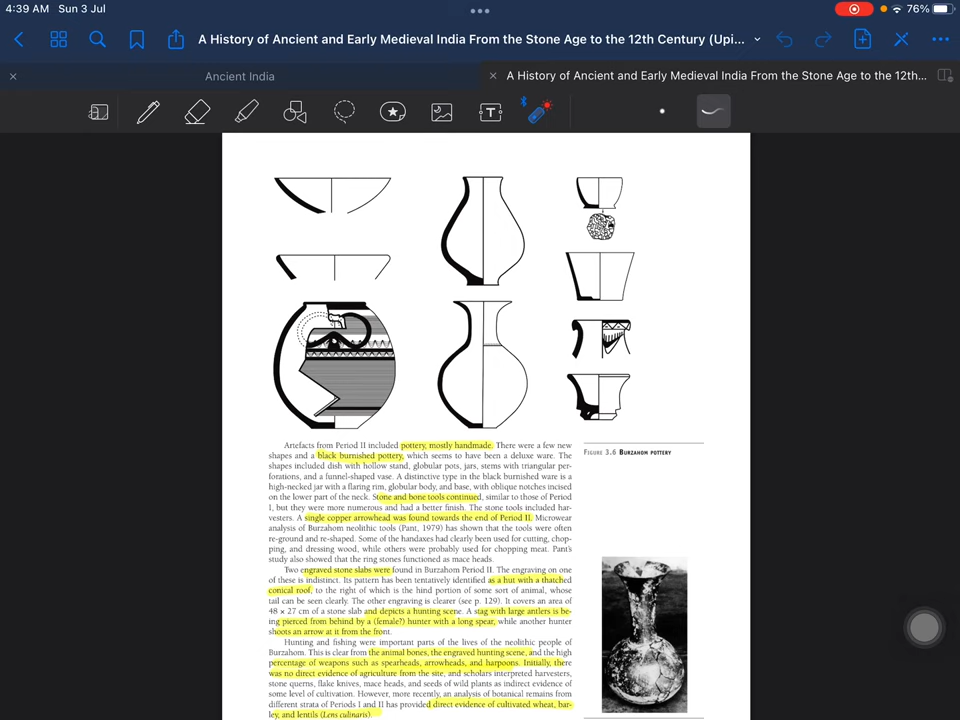 4:39 AM Sun 3 Jul
76%
A History of Ancient and Early Medieval India From the Stone Age to the 12th Century (Upi...
Ancient India
A History of Ancient and Early Medieval India From the Stone Age to the 12th...
T
Artefacts from Period II included pottery, mostly handmade. There were a few new
shapes and a black burnished pottery, which seems to have been a deluxe ware. The
shapes included dish with hollow stand, globular pots, jars, stems with triangular per-
forations, and a funnel-shaped vase. A distinctive type in the black burnished ware is a
high-necked jar with a flaring rim, globular body, and base, with oblique notches incised
on the lower part of the neck. Stone and bone tools continued, similar to those of Period
I, but they were more numerous and had a better finish. The stone tools included har-
vesters. A single copper arrowhead was found towards the end of Period II. Microwear
analysis of Burzahom neolithic tools (Pant, 1979) has shown that the tools were often
re-ground and re-shaped. Some of the handaxes had clearly been used for cutting, chop-
ping, and dressing wood, while others were probably used for chopping meat. Pant's
study also showed that the ring stones functioned as mace heads.
Two engraved stone slabs were found in Burzahom Period II. The engraving on one
of these is indistinct. Its pattern has been tentatively identified as a hut with a thatched
conical roof, to the right of which is the hind portion of some sort of animal, whose
tail can be seen clearly. The other engraving is clearer (see p. 129). It covers an area of
48 × 27 cm of a stone slab and depicts a hunting scene. A stag with large antlers is be-
ing pierced from behind by a (female?) hunter with a long spear, while another hunter
shoots an arrow at it from the front.
Hunting and fishing were important parts of the lives of the neolithic people of
Burzahom. This is clear from the animal bones, the engraved hunting scene, and the high
percentage of weapons such as spearheads, arrowheads, and harpoons. Initially, there
was no direct evidence of agriculture from the site, and scholars interpreted harvesters,
stone querns, flake knives, mace heads, and seeds of wild plants as indirect evidence of
some level of cultivation. However, more recently, an analysis of botanical remains from
different strata of Periods I and II has provided direct evidence of cultivated wheat, bar-
ley, and lentils (Lens culinaris).
FIGURE 3.6 BURZAHOM POTTERY